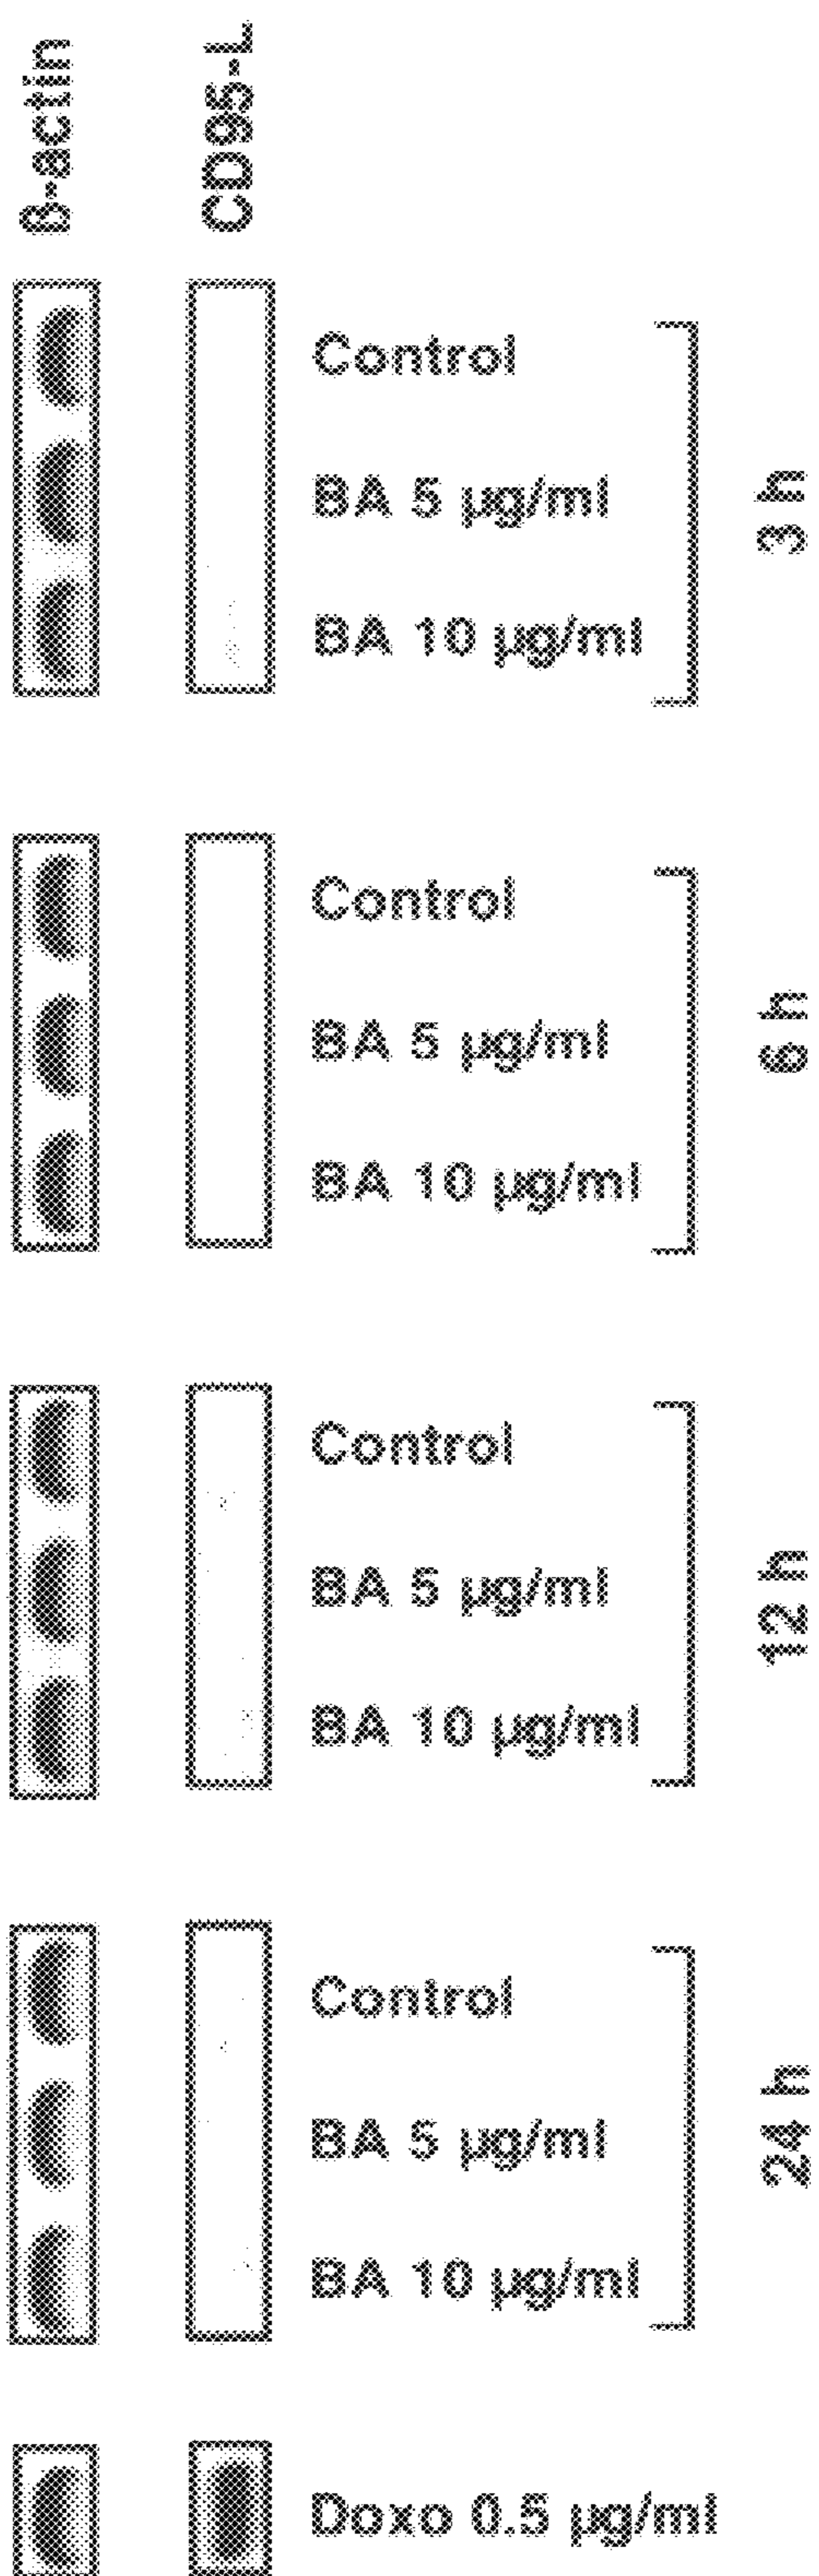 β-actin
CD95-L
Control
BA 5 µg/ml
BA 10 µg/ml
3 h
Control
BA 5 µg/ml
BA 10 µg/ml
6 h
Control
BA 5 µg/ml
BA 10 µg/ml
12 h
Control
BA 5 µg/ml
BA 10 µg/ml
24 h
Doxo 0.5 µg/ml